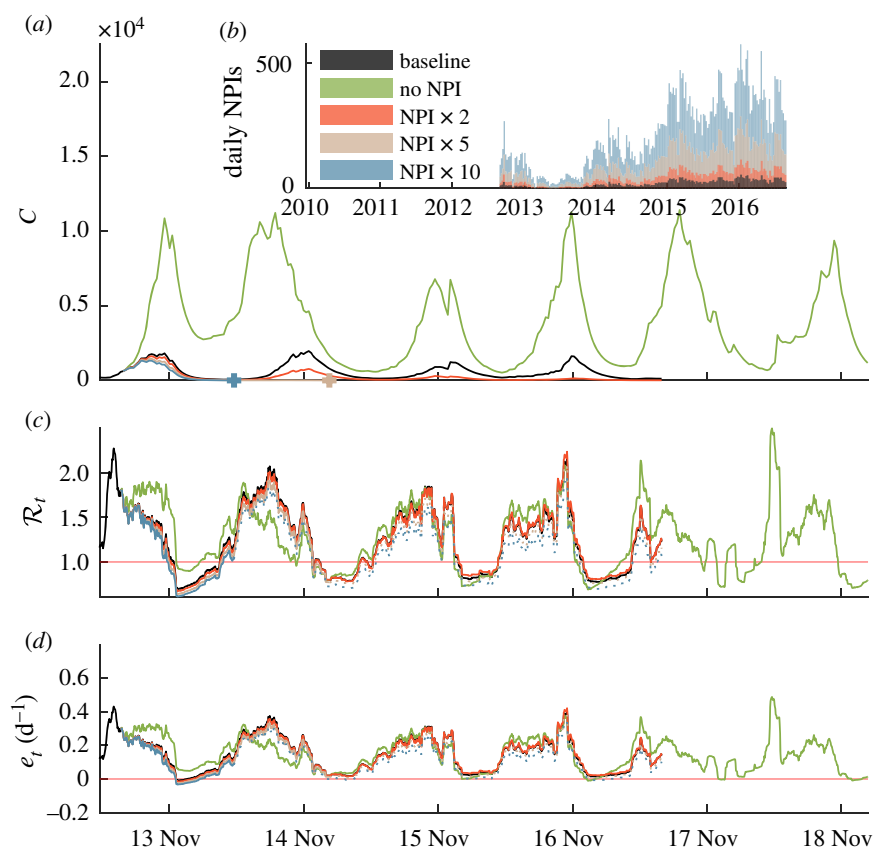 (a)
×10⁴
2.0
1.5
1.0
0.5
0
C
(b)
500
0
daily NPIs
baseline
no NPI
NPI × 2
NPI × 5
NPI × 10
2010 2011 2012 2013 2014 2015 2016
(c)
2.0
1.5
1.0
ℛt
(d)
0.6
0.4
0.2
0
–0.2
et (d⁻¹)
13 Nov 14 Nov 15 Nov 16 Nov 17 Nov 18 Nov